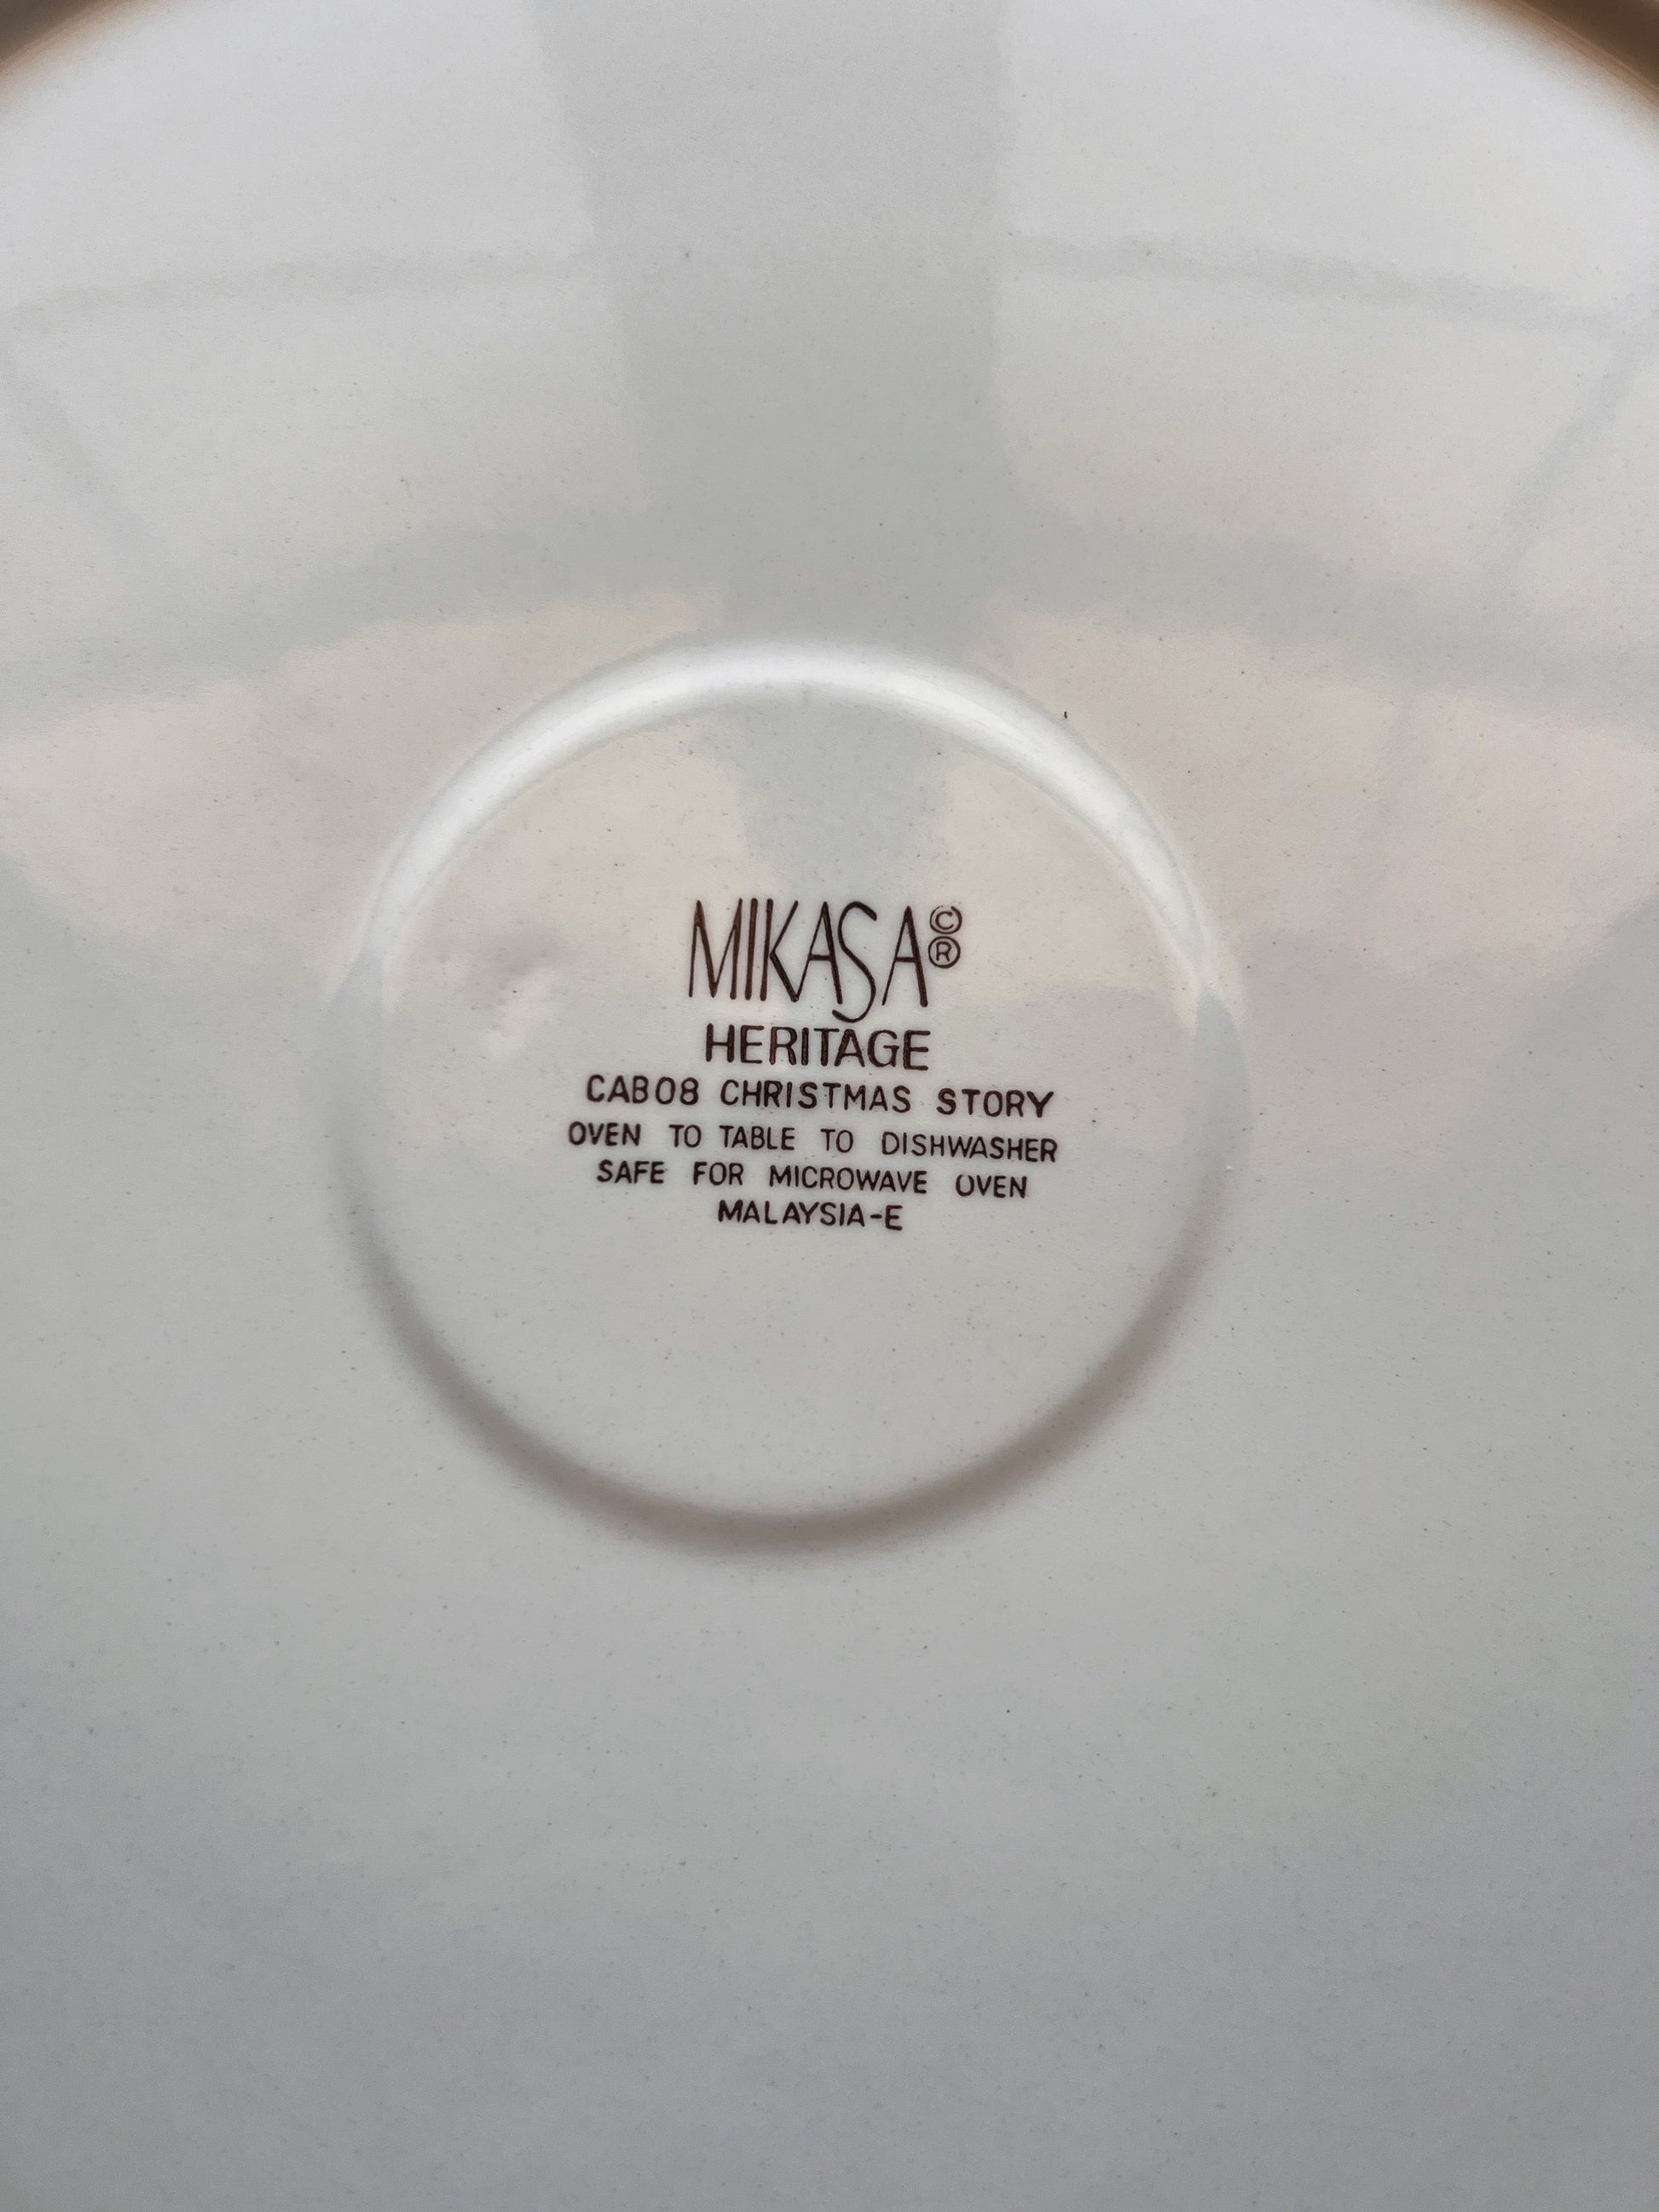 MIKASA©®
HERITAGE
CAB08 CHRISTMAS STORY
OVEN TO TABLE TO DISHWASHER
SAFE FOR MICROWAVE OVEN
MALAYSIA-E